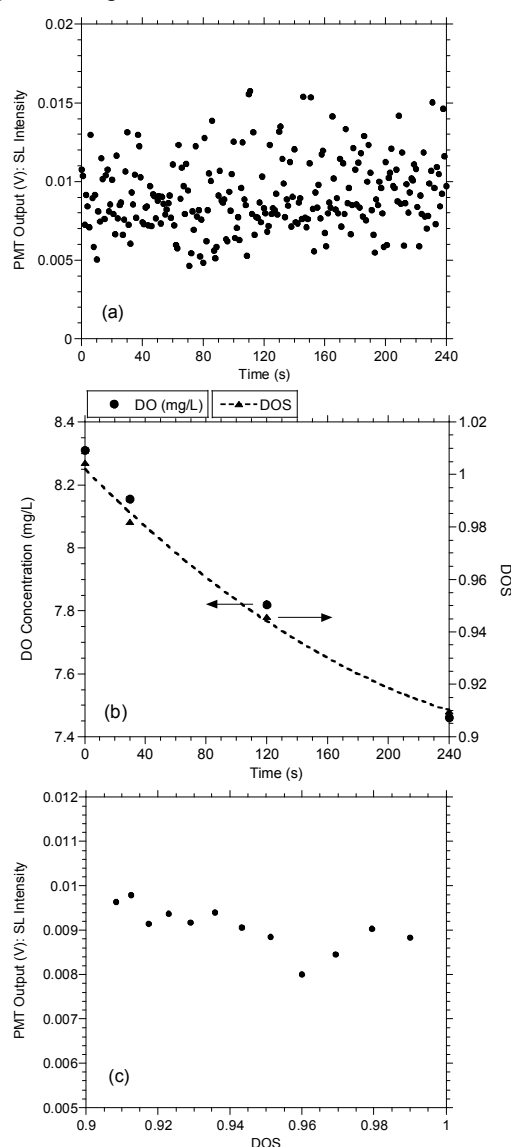 0.02
0.015
0.01
0.005
0
PMT Output (V): SL Intensity
(a)
0 40 80 120 160 200 240
Time (s)
DO (mg/L) DOS
8.4
8.2
8
7.8
7.6
7.4
DO Concentration (mg/L)
1.02
1
0.98
0.96
0.94
0.92
0.9
DOS
(b)
0 40 80 120 160 200 240
Time (s)
0.012
0.011
0.01
0.009
0.008
0.007
0.006
0.005
PMT Output (V): SL Intensity
(c)
0.9 0.92 0.94 0.96 0.98 1
DOS